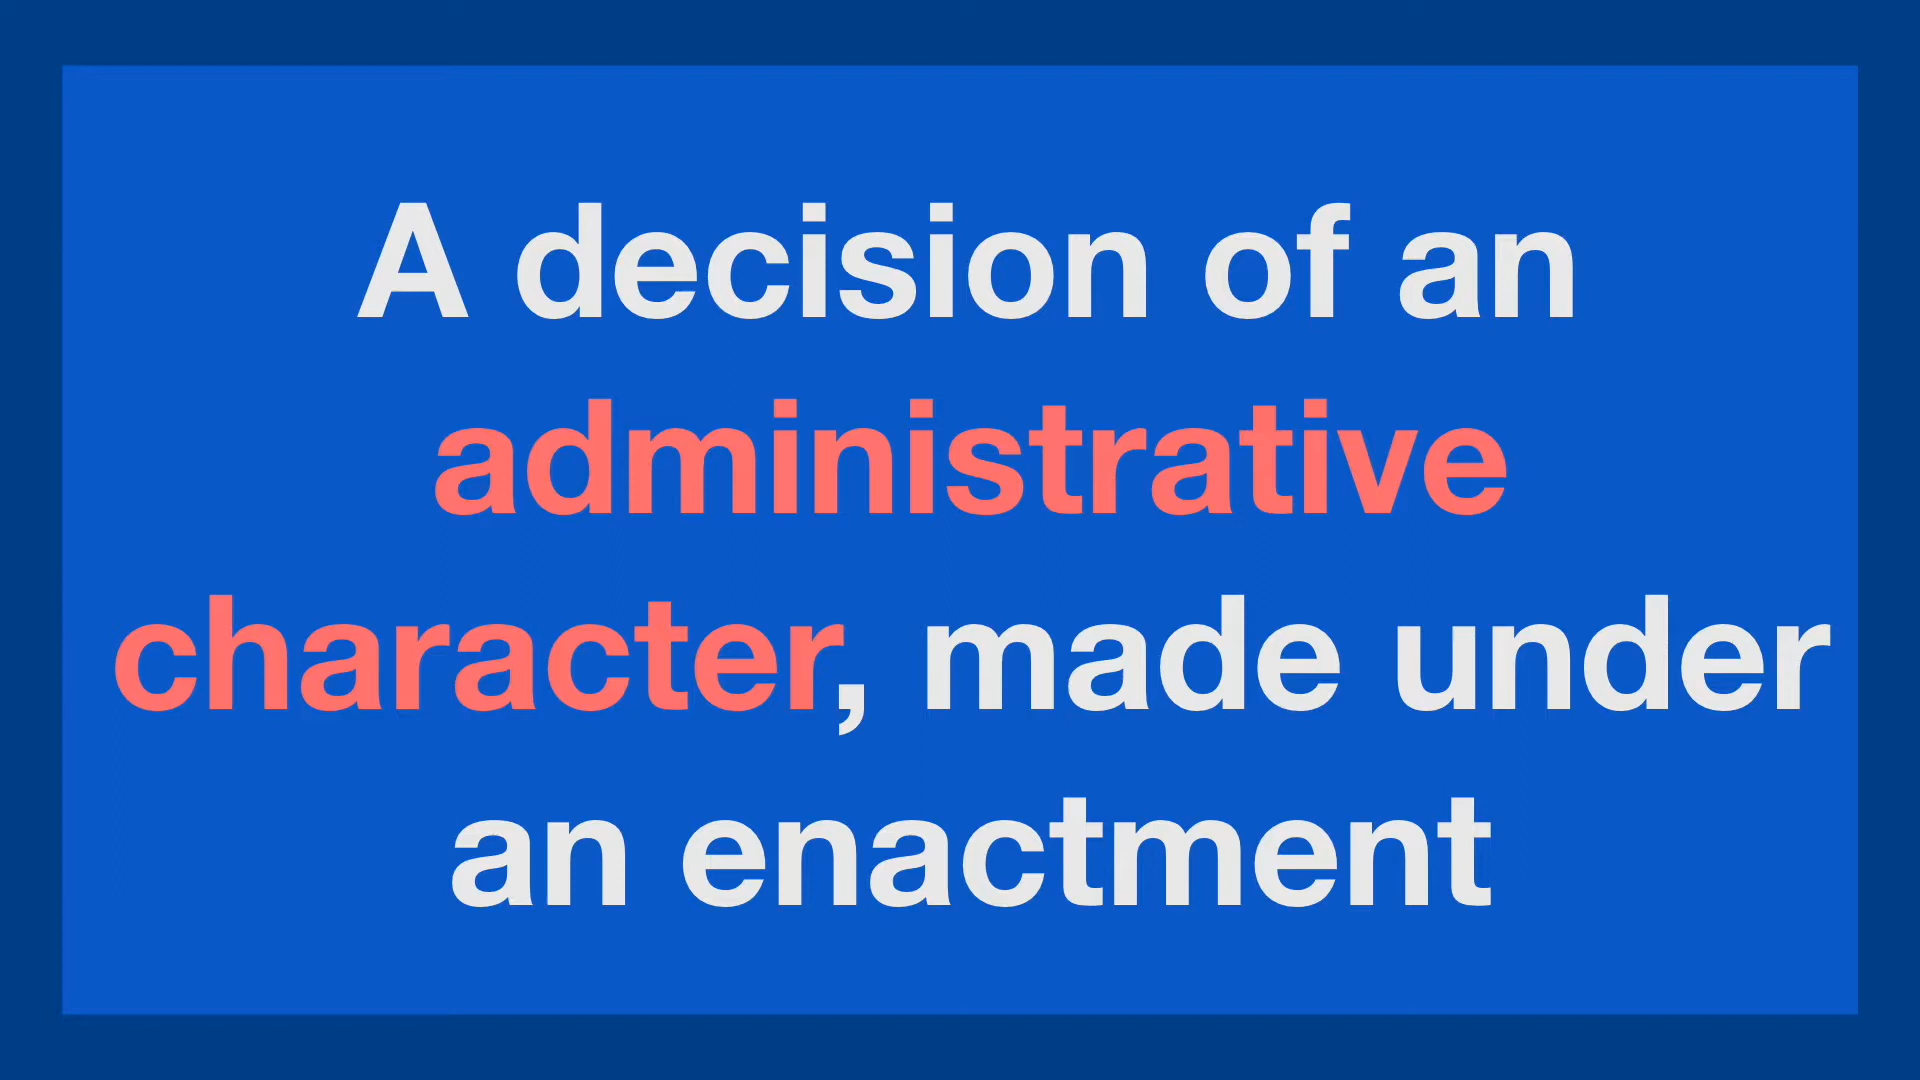 A decision of an
administrative
character, made under
an enactment